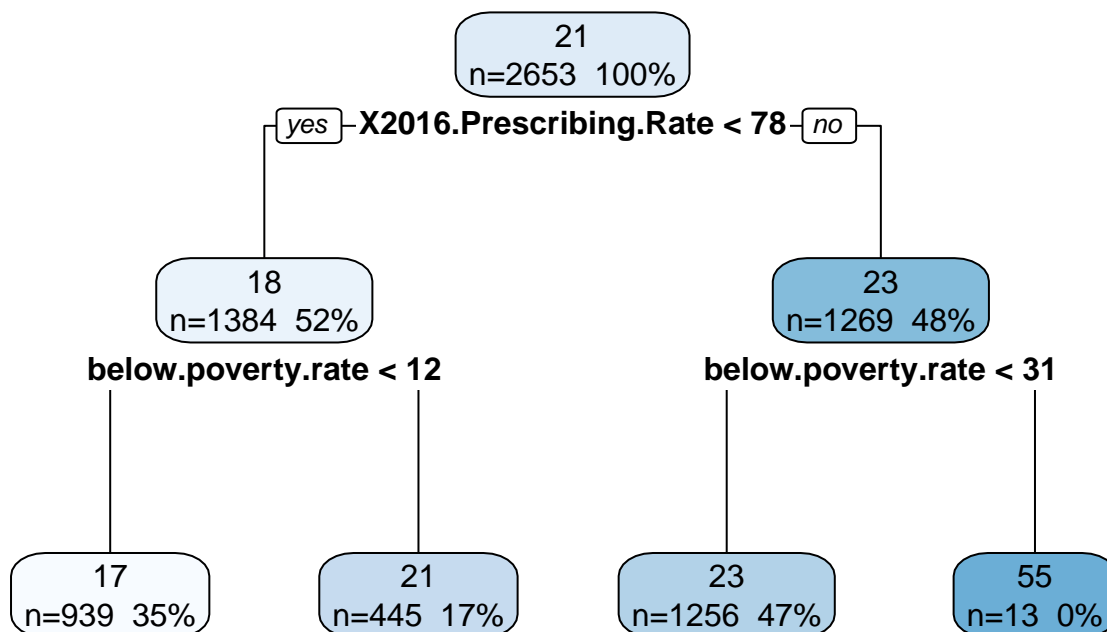 21
n=2653 100%
yes X2016.Prescribing.Rate < 78 no
18
n=1384 52%
23
n=1269 48%
below.poverty.rate < 12
below.poverty.rate < 31
17
n=939 35%
21
n=445 17%
23
n=1256 47%
55
n=13 0%